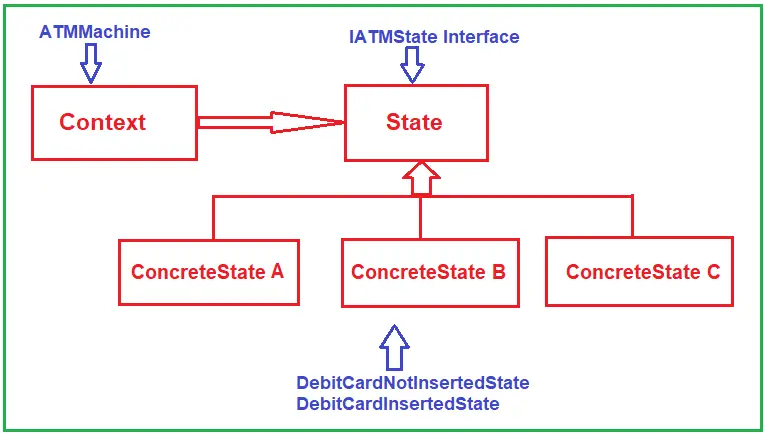 ATMMachine
IATMState Interface
Context
State
ConcreteState A
ConcreteState B
ConcreteState C
DebitCardNotInsertedState
DebitCardInsertedState